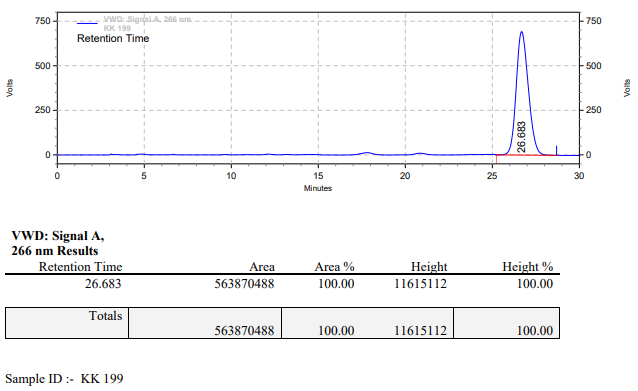 VWD: Signal A, 266 nm
KK 199
Retention Time
750 750
500 500
250 250
0 0
Volts Volts
26.683
0 5 10 15 20 25 30
Minutes
VWD: Signal A,
266 nm Results
Retention Time Area Area % Height Height %
26.683 563870488 100.00 11615112 100.00
Totals
563870488 100.00 11615112 100.00
Sample ID :- KK 199